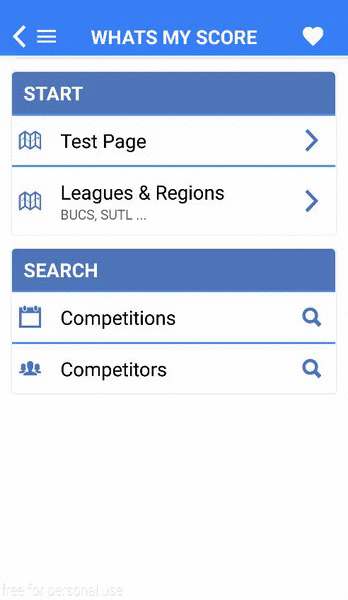 WHATS MY SCORE
START
Test Page
Leagues & Regions
BUCS, SUTL ...
SEARCH
Competitions
Competitors
free for personal use